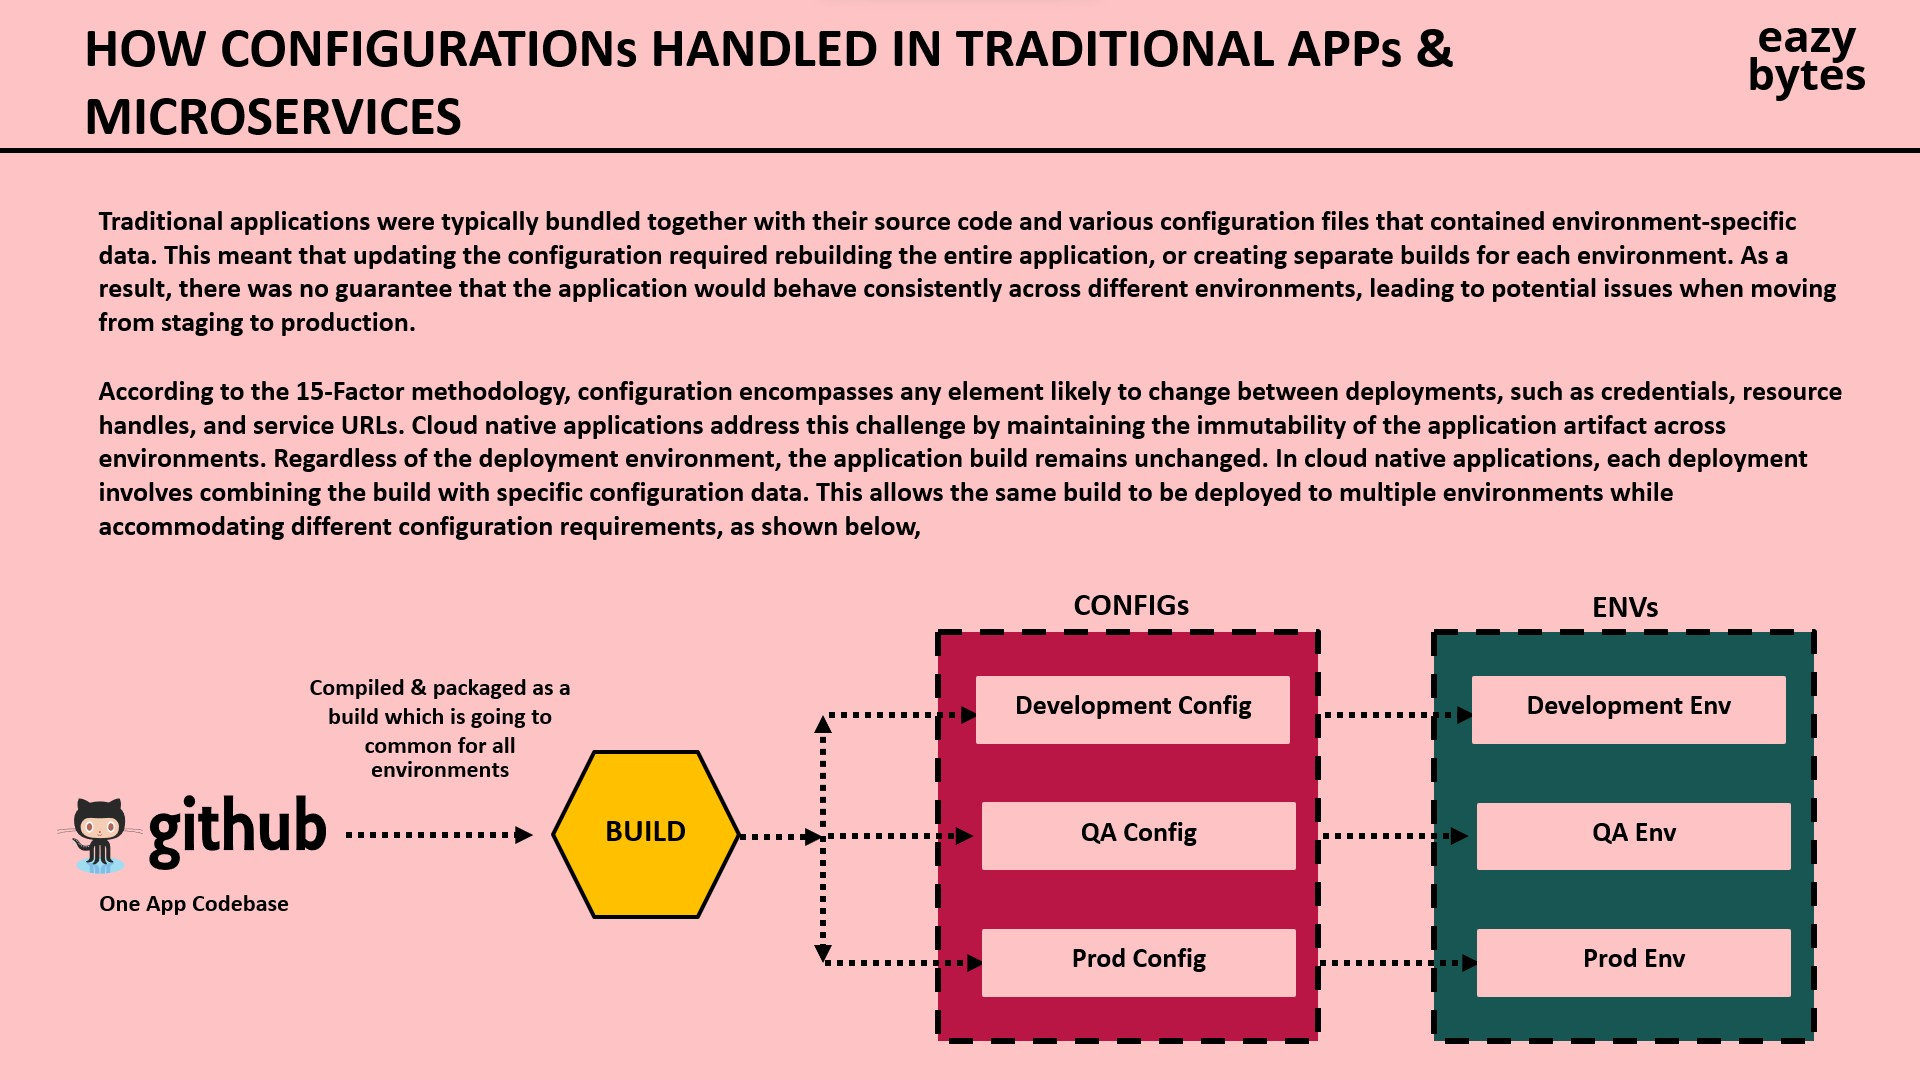 HOW CONFIGURATIONs HANDLED IN TRADITIONAL APPs &
MICROSERVICES
eazy
bytes
Traditional applications were typically bundled together with their source code and various configuration files that contained environment-specific
data. This meant that updating the configuration required rebuilding the entire application, or creating separate builds for each environment. As a
result, there was no guarantee that the application would behave consistently across different environments, leading to potential issues when moving
from staging to production.
According to the 15-Factor methodology, configuration encompasses any element likely to change between deployments, such as credentials, resource
handles, and service URLs. Cloud native applications address this challenge by maintaining the immutability of the application artifact across
environments. Regardless of the deployment environment, the application build remains unchanged. In cloud native applications, each deployment
involves combining the build with specific configuration data. This allows the same build to be deployed to multiple environments while
accommodating different configuration requirements, as shown below,
Compiled & packaged as a
build which is going to
common for all
environments
github
One App Codebase
BUILD
CONFIGs
Development Config
QA Config
Prod Config
ENVs
Development Env
QA Env
Prod Env